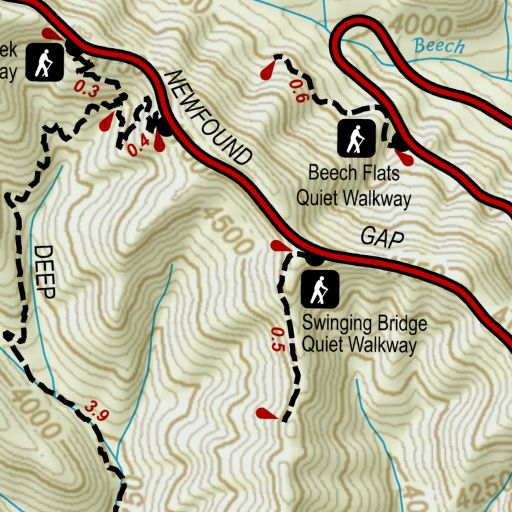 4000
Beech
ek
ay
0.3
0.6
NEWFOUND
0.4
Beech Flats
Quiet Walkway
4500
GAP
DEEP
Swinging Bridge
Quiet Walkway
0.5
3.9
4000
4250